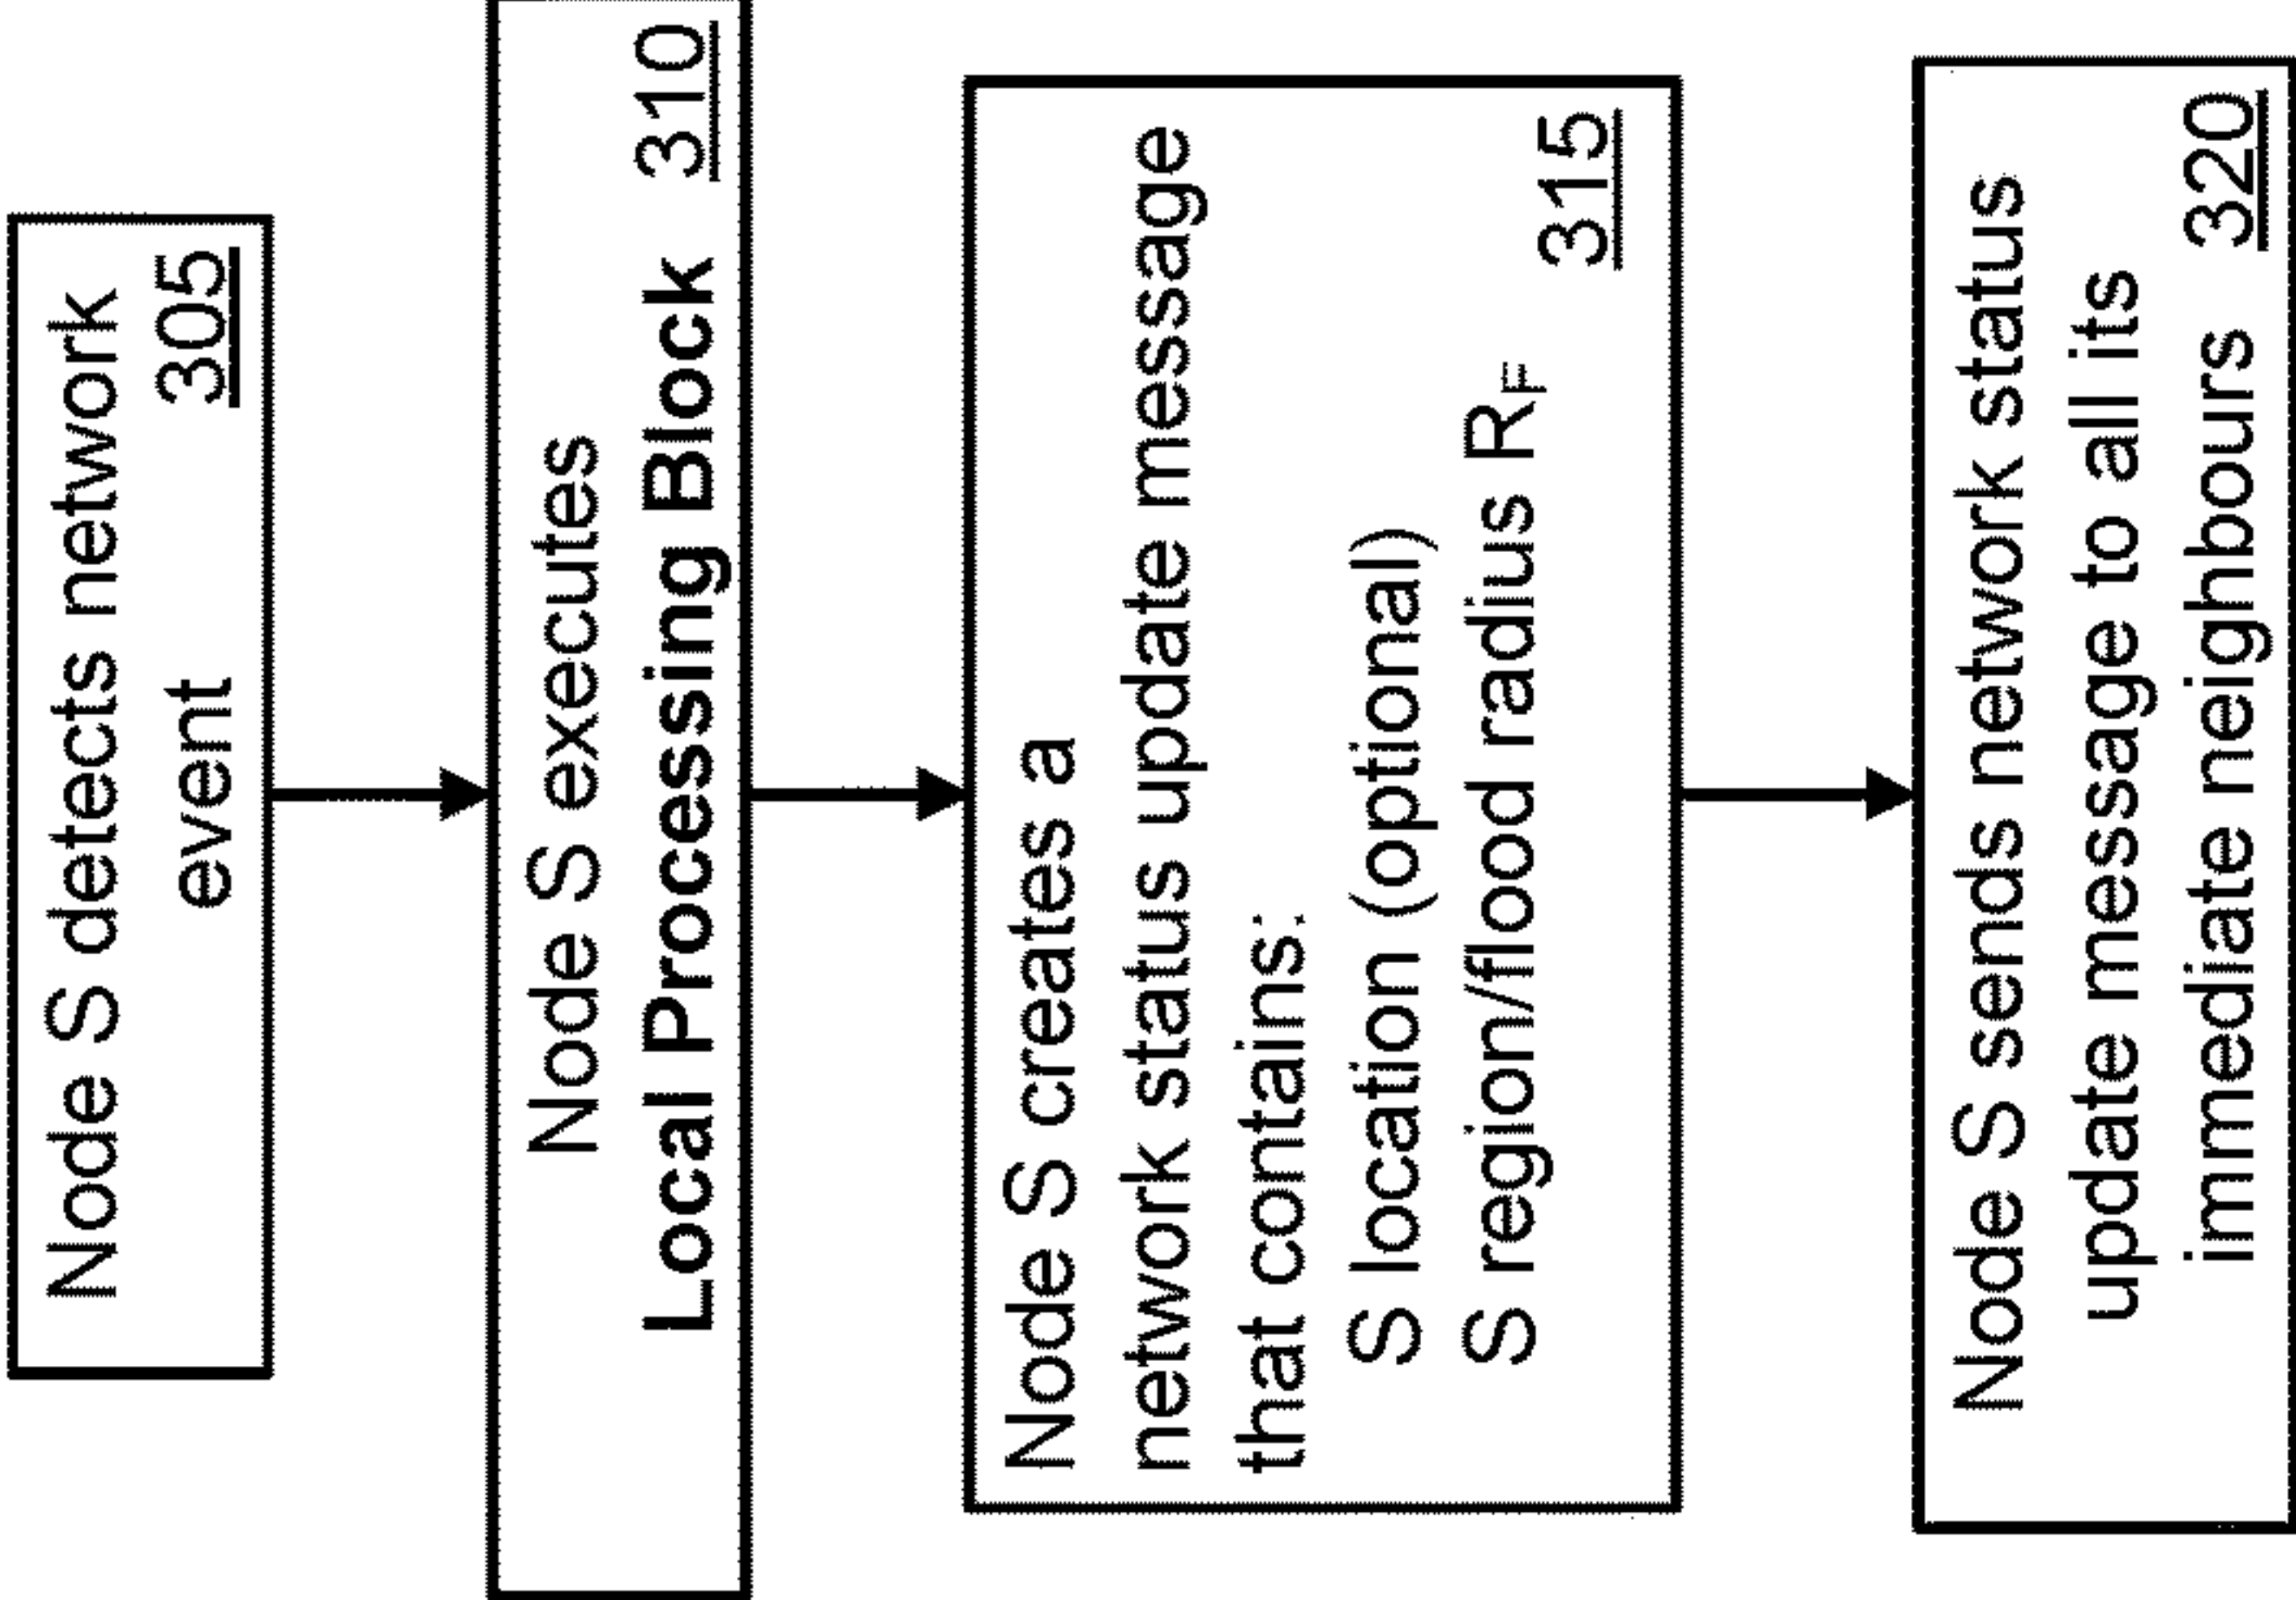 Node S detects network
event 305
Node S executes
Local Processing Block 310
Node S creates a
network status update message
that contains:
S location (optional)
S region/flood radius RF
315
Node S sends network status
update message to all its
immediate neighbours 320